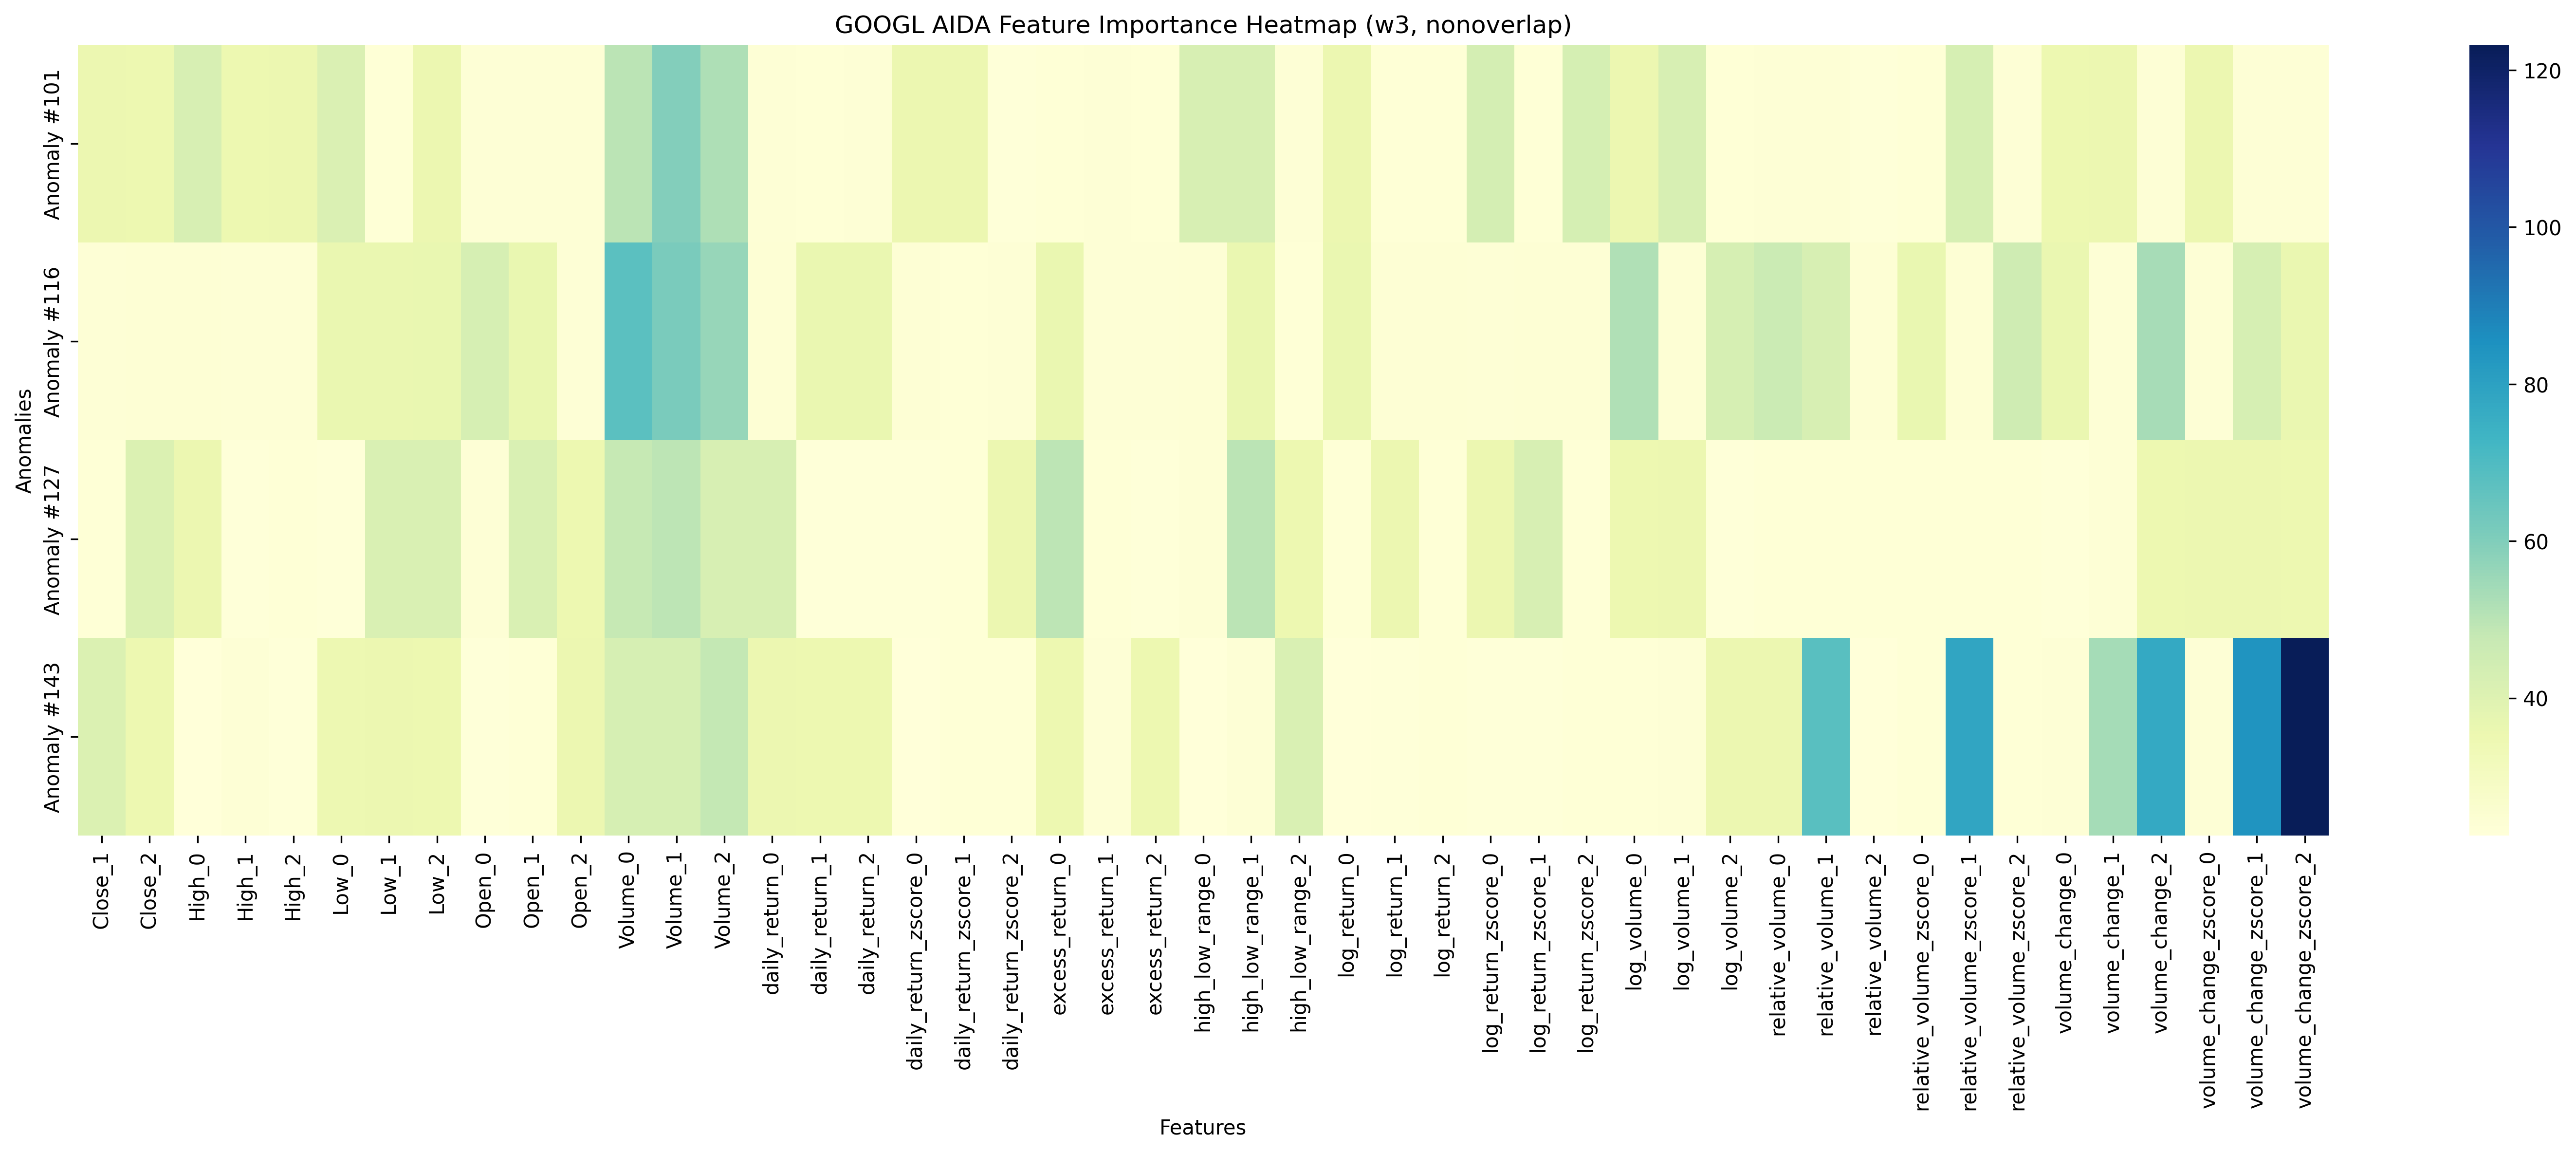 GOOGL AIDA Feature Importance Heatmap (w3, nonoverlap)
Anomalies
Anomaly #101
Anomaly #116
Anomaly #127
Anomaly #143
120
100
80
60
40
Close_1
Close_2
High_0
High_1
High_2
Low_0
Low_1
Low_2
Open_0
Open_1
Open_2
Volume_0
Volume_1
Volume_2
daily_return_0
daily_return_1
daily_return_2
daily_return_zscore_0
daily_return_zscore_1
daily_return_zscore_2
excess_return_0
excess_return_1
excess_return_2
high_low_range_0
high_low_range_1
high_low_range_2
log_return_0
log_return_1
log_return_2
log_return_zscore_0
log_return_zscore_1
log_return_zscore_2
log_volume_0
log_volume_1
log_volume_2
relative_volume_0
relative_volume_1
relative_volume_2
relative_volume_zscore_0
relative_volume_zscore_1
relative_volume_zscore_2
volume_change_0
volume_change_1
volume_change_2
volume_change_zscore_0
volume_change_zscore_1
volume_change_zscore_2
Features